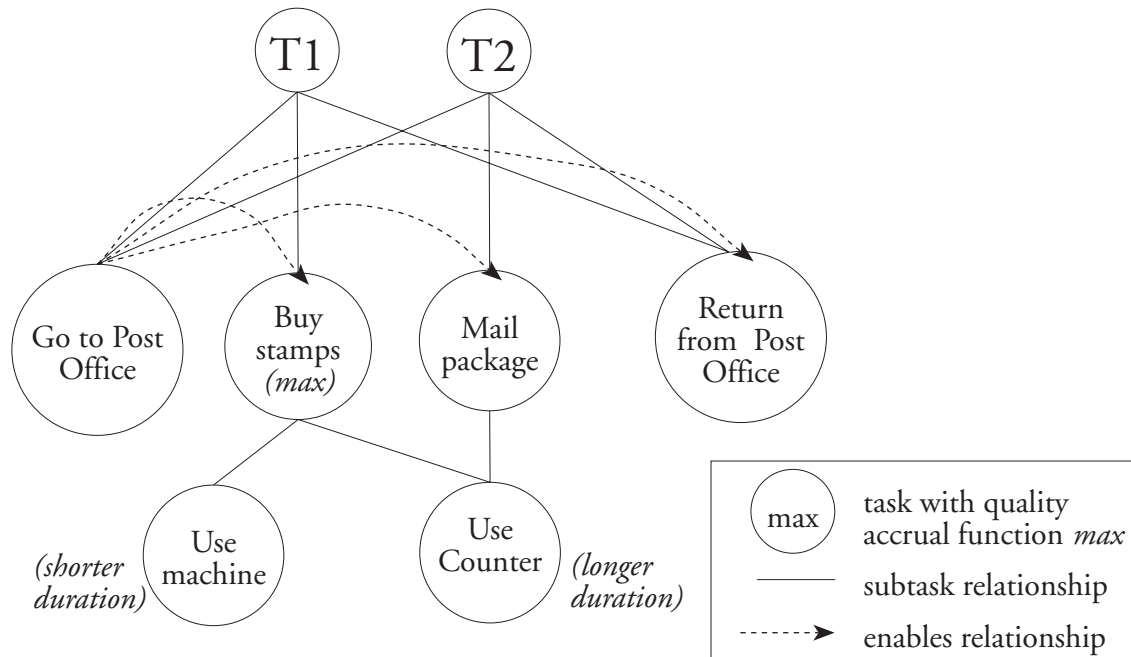 T1
T2
Go to Post
Office
Buy
stamps
(max)
Mail
package
Return
from Post
Office
(shorter
duration)
Use
machine
Use
Counter
(longer
duration)
max
task with quality
accrual function max
subtask relationship
enables relationship